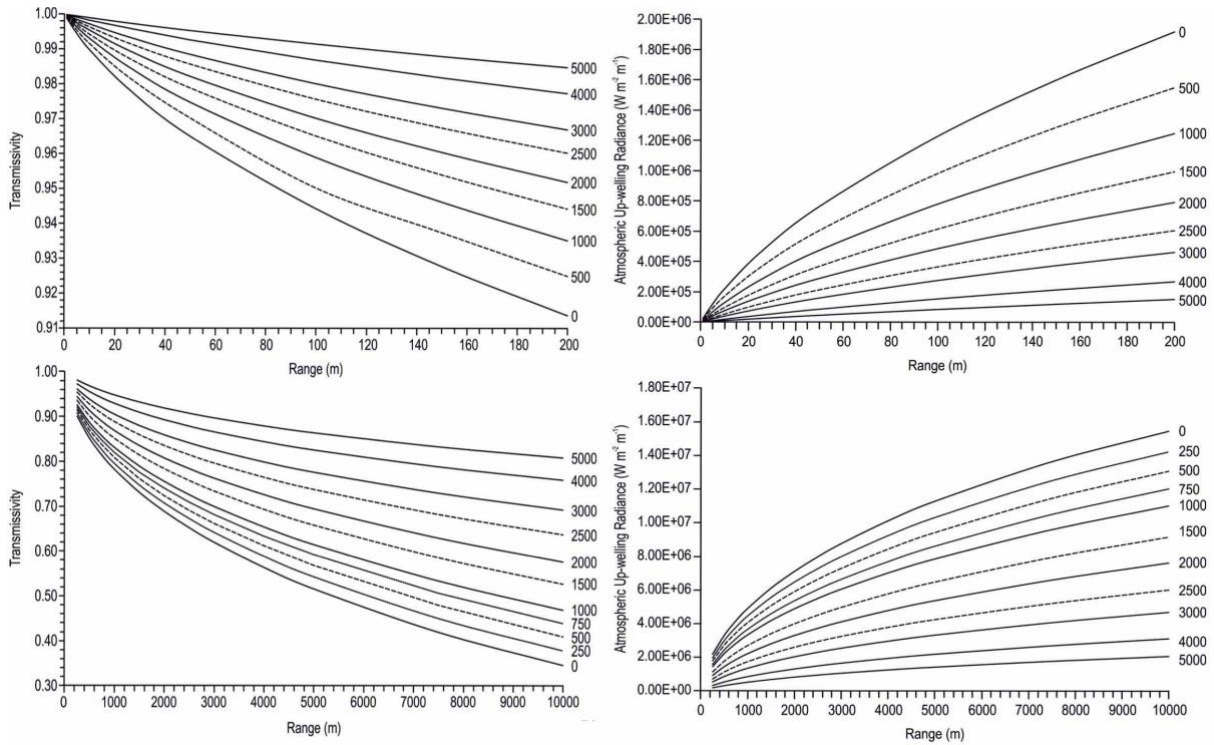 1.00
0.99
0.98
0.97
0.96
0.95
0.94
0.93
0.92
0.91
Transmissivity
0 20 40 60 80 100 120 140 160 180 200
Range (m)
5000
4000
3000
2500
2000
1500
1000
500
0
2.00E+06
1.80E+06
1.60E+06
1.40E+06
1.20E+06
1.00E+06
8.00E+05
6.00E+05
4.00E+05
2.00E+05
0.00E+00
Atmospheric Up-welling Radiance (W m⁻² m⁻¹)
0 20 40 60 80 100 120 140 160 180 200
Range (m)
0
500
1000
1500
2000
2500
3000
4000
5000
1.00
0.90
0.80
0.70
0.60
0.50
0.40
0.30
Transmissivity
0 1000 2000 3000 4000 5000 6000 7000 8000 9000 10000
Range (m)
5000
4000
3000
2500
2000
1500
1000
750
500
250
0
1.80E+07
1.60E+07
1.40E+07
1.20E+07
1.00E+07
8.00E+06
6.00E+06
4.00E+06
2.00E+06
0.00E+00
Atmospheric Up-welling Radiance (W m⁻² m⁻¹)
0 1000 2000 3000 4000 5000 6000 7000 8000 9000 10000
Range (m)
0
250
500
750
1000
1500
2000
2500
3000
4000
5000